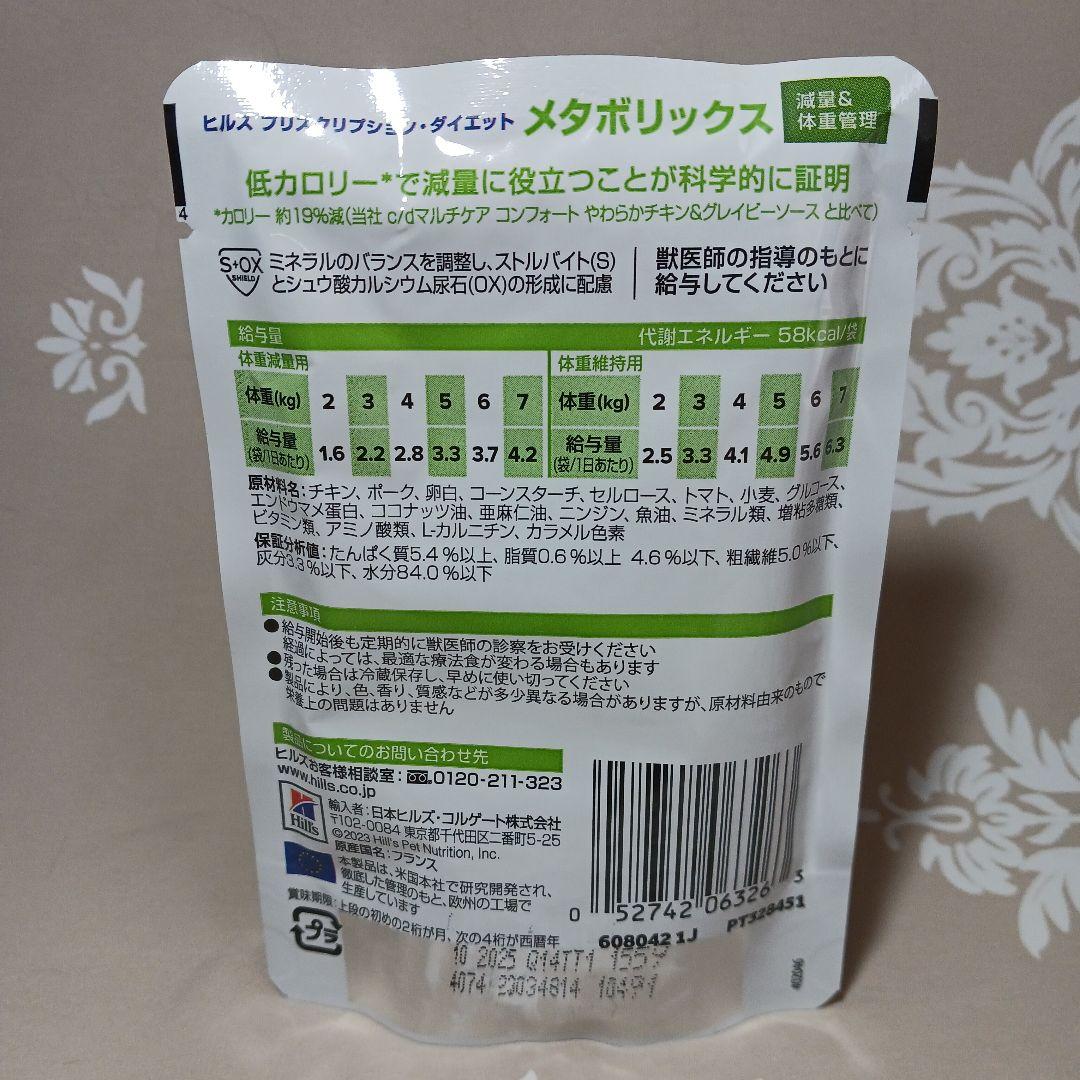 ヒルズ プリスクリプション・ダイエット メタボリックス 減量&体重管理
低カロリー*で減量に役立つことが科学的に証明
*カロリー 約19%減(当社 c/dマルチケア コンフォート やわらかチキン&グレイビーソース と比べて)
4
S+OX SHIELD
ミネラルのバランスを調整し、ストルバイト(S)
とシュウ酸カルシウム尿石(OX)の形成に配慮
獣医師の指導のもとに
給与してください
給与量 代謝エネルギー 58kcal/袋
体重減量用
体重(kg) 2 3 4 5 6 7
給与量(袋/1日あたり) 1.6 2.2 2.8 3.3 3.7 4.2
体重維持用
体重(kg) 2 3 4 5 6 7
給与量(袋/1日あたり) 2.5 3.3 4.1 4.9 5.6 6.3
原材料名:チキン、ポーク、卵白、コーンスターチ、セルロース、トマト、小麦、グルコース、
エンドウマメ蛋白、ココナッツ油、亜麻仁油、ニンジン、魚油、ミネラル類、増粘多糖類、
ビタミン類、アミノ酸類、L-カルニチン、カラメル色素
保証分析値:たんぱく質5.4%以上、脂質0.6%以上 4.6%以下、粗繊維5.0%以下、
灰分3.3%以下、水分84.0%以下
注意事項
●給与開始後も定期的に獣医師の診察をお受けください
経過によっては、最適な療法食が変わる場合もあります
●残った場合は冷蔵保存し、早めに使い切ってください
●製品により、色、香り、質感などが多少異なる場合がありますが、原材料由来のもので
栄養上の問題はありません
製品についてのお問い合わせ先
ヒルズお客様相談室:0120-211-323
www.hills.co.jp
Hill's
輸入者:日本ヒルズ・コルゲート株式会社
〒102-0084 東京都千代田区二番町5-25
©2023 Hill's Pet Nutrition, Inc.
原産国名:フランス
本製品は、米国本社で研究開発され、
徹底した管理のもと、欧州の工場で
生産しています
賞味期限:上段の初めの2桁が月、次の4桁が西暦年
プラ
0 52742 06326 3
6080421J PT328451
402046
10 2025 Q14TT1 1559
4074 23034814 10491